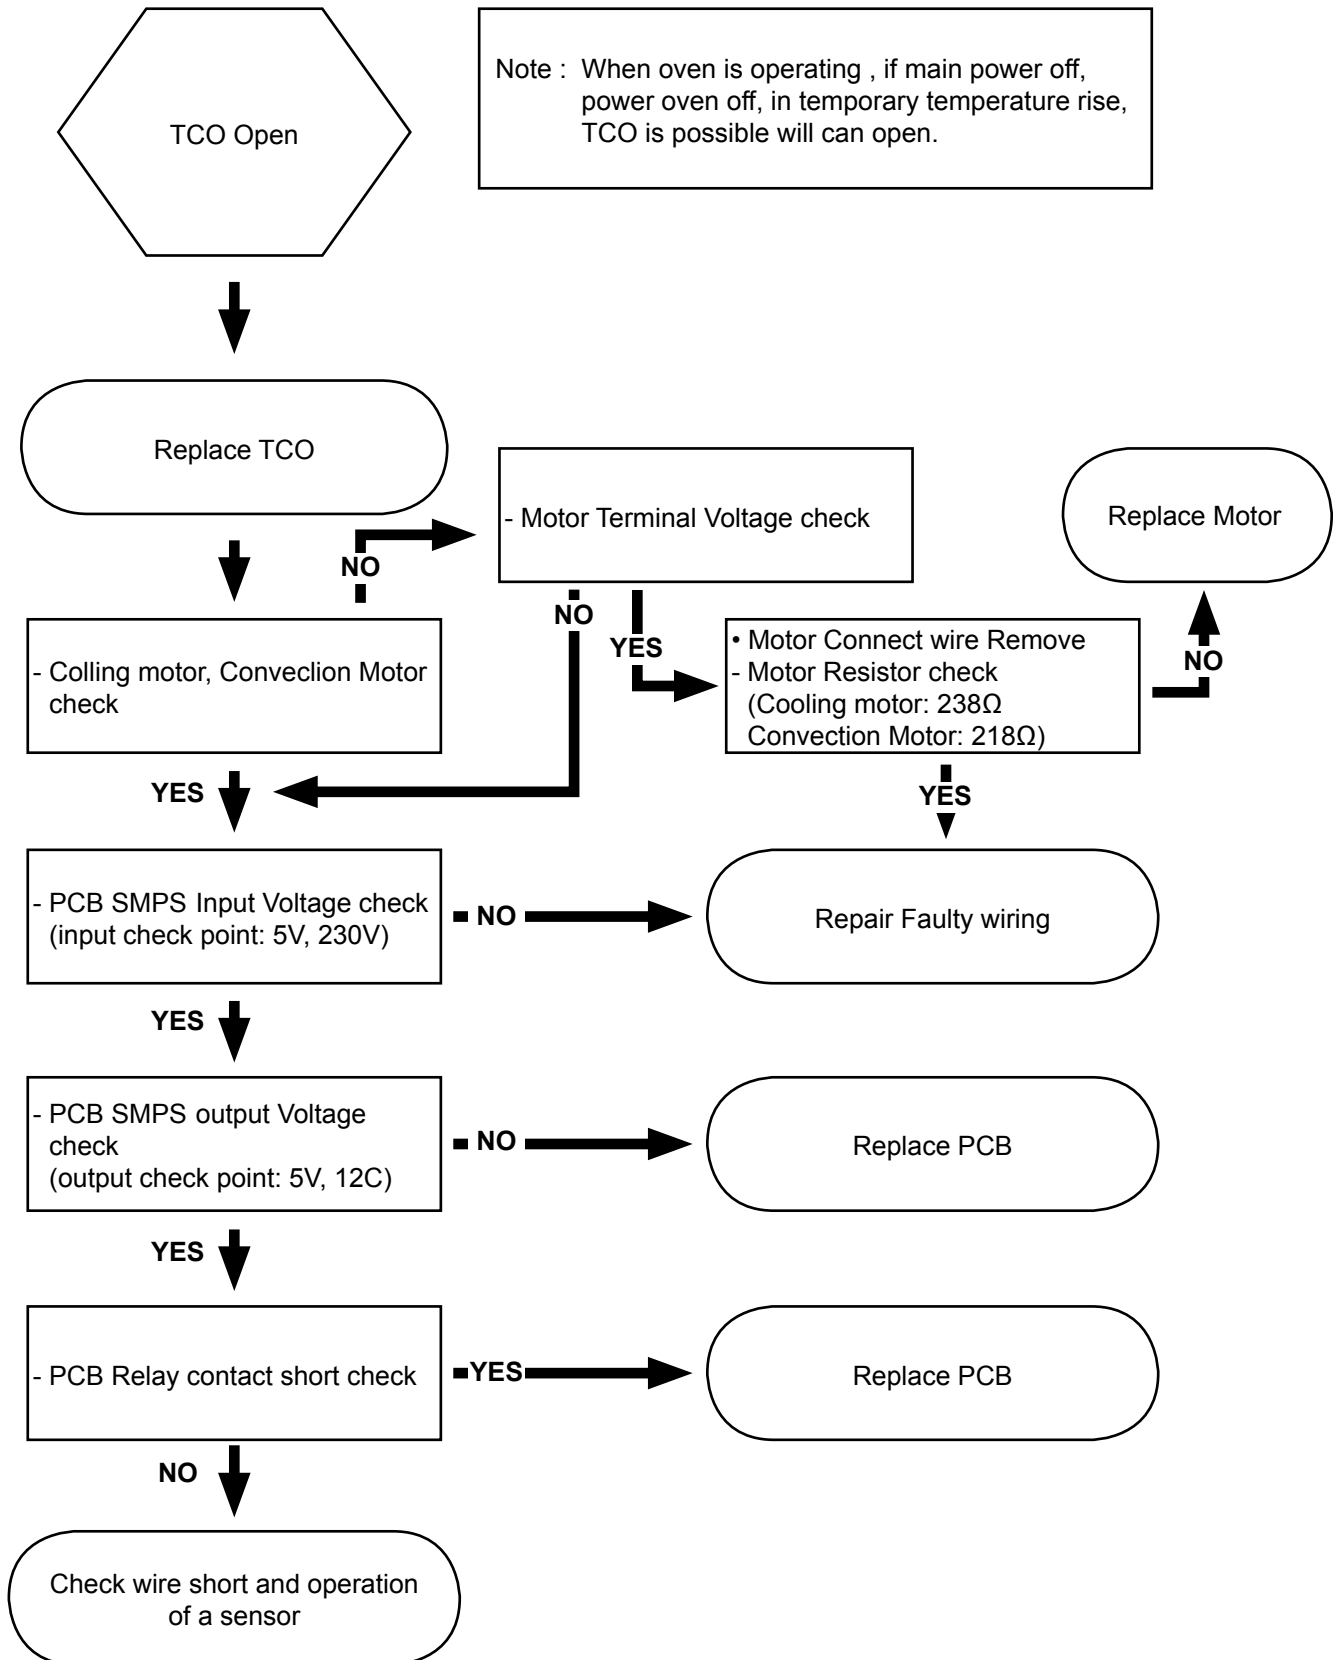 TCO Open
Note : When oven is operating , if main power off,
power oven off, in temporary temperature rise,
TCO is possible will can open.
Replace TCO
NO
- Motor Terminal Voltage check
Replace Motor
- Colling motor, Conveclion Motor
check
NO
YES
• Motor Connect wire Remove
- Motor Resistor check
(Cooling motor: 238Ω
Convection Motor: 218Ω)
NO
YES
YES
- PCB SMPS Input Voltage check
(input check point: 5V, 230V)
NO
Repair Faulty wiring
YES
- PCB SMPS output Voltage
check
(output check point: 5V, 12C)
NO
Replace PCB
YES
- PCB Relay contact short check
YES
Replace PCB
NO
Check wire short and operation
of a sensor